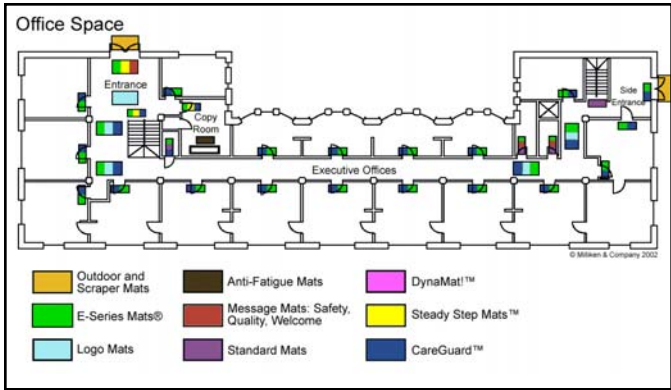 Office Space
Entrance
Side
Entrance
Copy
Room
Executive Offices
© Milliken & Company 2002
Outdoor and
Scraper Mats
Anti-Fatigue Mats
DynaMat!™
E-Series Mats®
Message Mats: Safety,
Quality, Welcome
Steady Step Mats™
Logo Mats
Standard Mats
CareGuard™